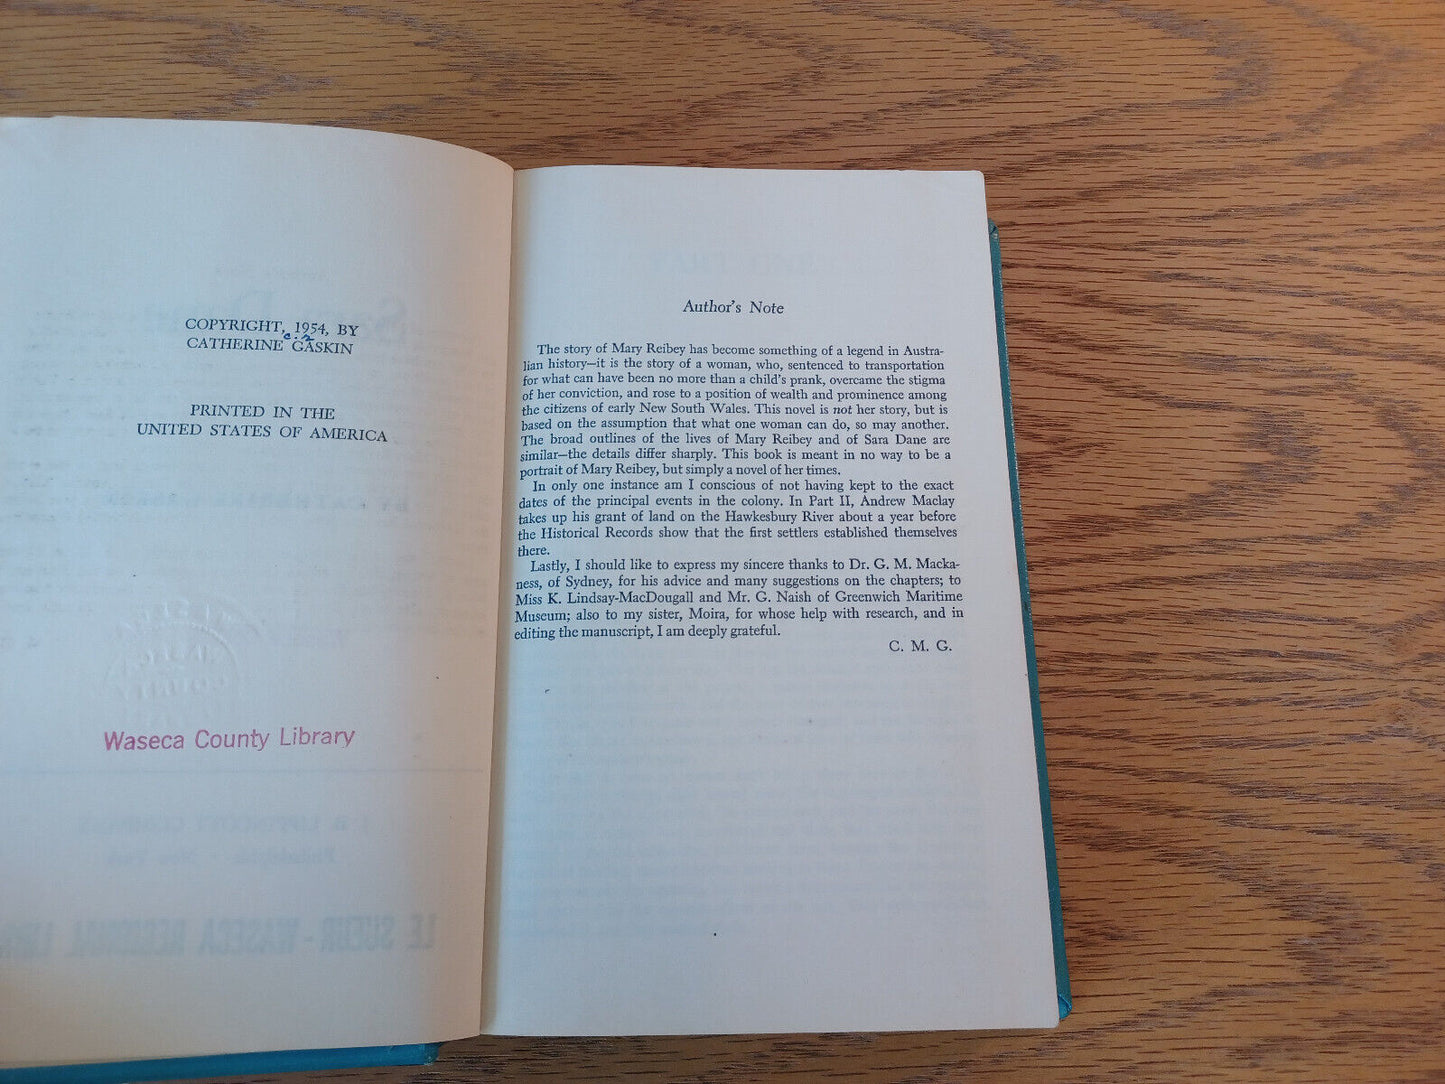 COPYRIGHT, 1954, BY
c.2
CATHERINE GASKIN
PRINTED IN THE
UNITED STATES OF AMERICA
Waseca County Library
Author's Note
The story of Mary Reibey has become something of a legend in Austra-
lian history—it is the story of a woman, who, sentenced to transportation
for what can have been no more than a child's prank, overcame the stigma
of her conviction, and rose to a position of wealth and prominence among
the citizens of early New South Wales. This novel is not her story, but is
based on the assumption that what one woman can do, so may another.
The broad outlines of the lives of Mary Reibey and of Sara Dane are
similar—the details differ sharply. This book is meant in no way to be a
portrait of Mary Reibey, but simply a novel of her times.
In only one instance am I conscious of not having kept to the exact
dates of the principal events in the colony. In Part II, Andrew Maclay
takes up his grant of land on the Hawkesbury River about a year before
the Historical Records show that the first settlers established themselves
there.
Lastly, I should like to express my sincere thanks to Dr. G. M. Macka-
ness, of Sydney, for his advice and many suggestions on the chapters; to
Miss K. Lindsay-MacDougall and Mr. G. Naish of Greenwich Maritime
Museum; also to my sister, Moira, for whose help with research, and in
editing the manuscript, I am deeply grateful.
C. M. G.